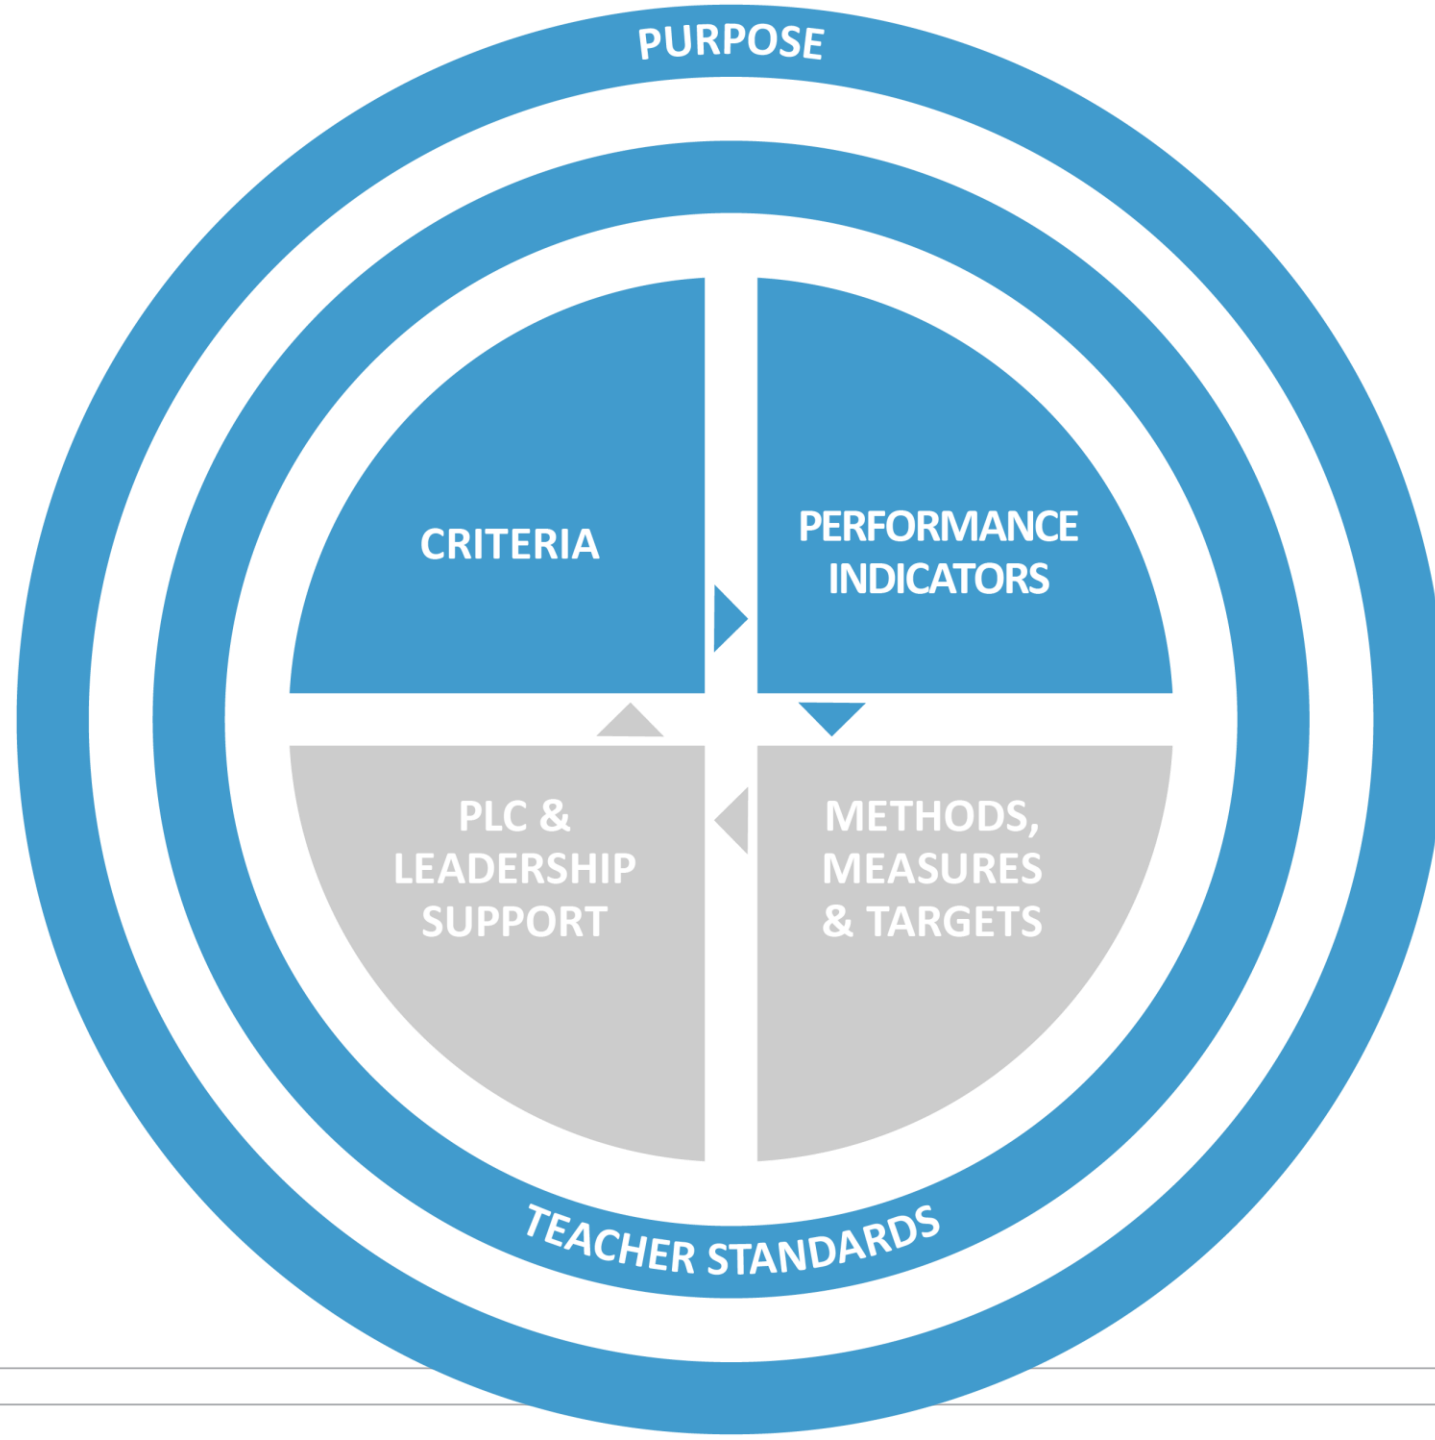 PURPOSE
CRITERIA
PERFORMANCE
INDICATORS
PLC &
LEADERSHIP
SUPPORT
METHODS,
MEASURES
& TARGETS
TEACHER STANDARDS